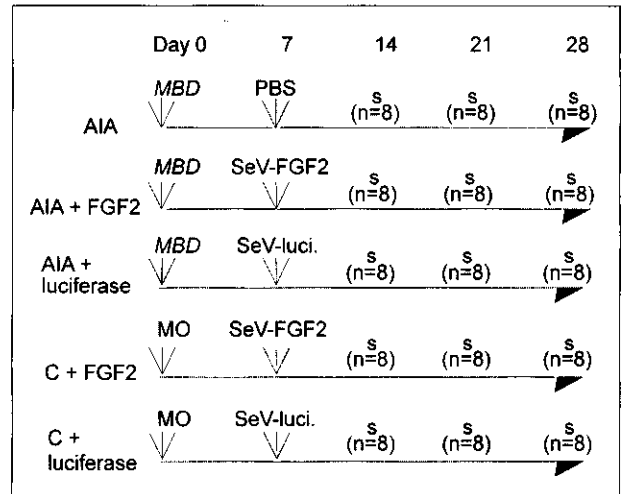 Day 0 7 14 21 28
MBD PBS s s s
AIA (n=8) (n=8) (n=8)
MBD SeV-FGF2 s s s
AIA + FGF2 (n=8) (n=8) (n=8)
MBD SeV-luci. s s s
AIA + (n=8) (n=8) (n=8)
luciferase
MO SeV-FGF2 s s s
C + FGF2 (n=8) (n=8) (n=8)
MO SeV-luci. s s s
C + (n=8) (n=8) (n=8)
luciferase